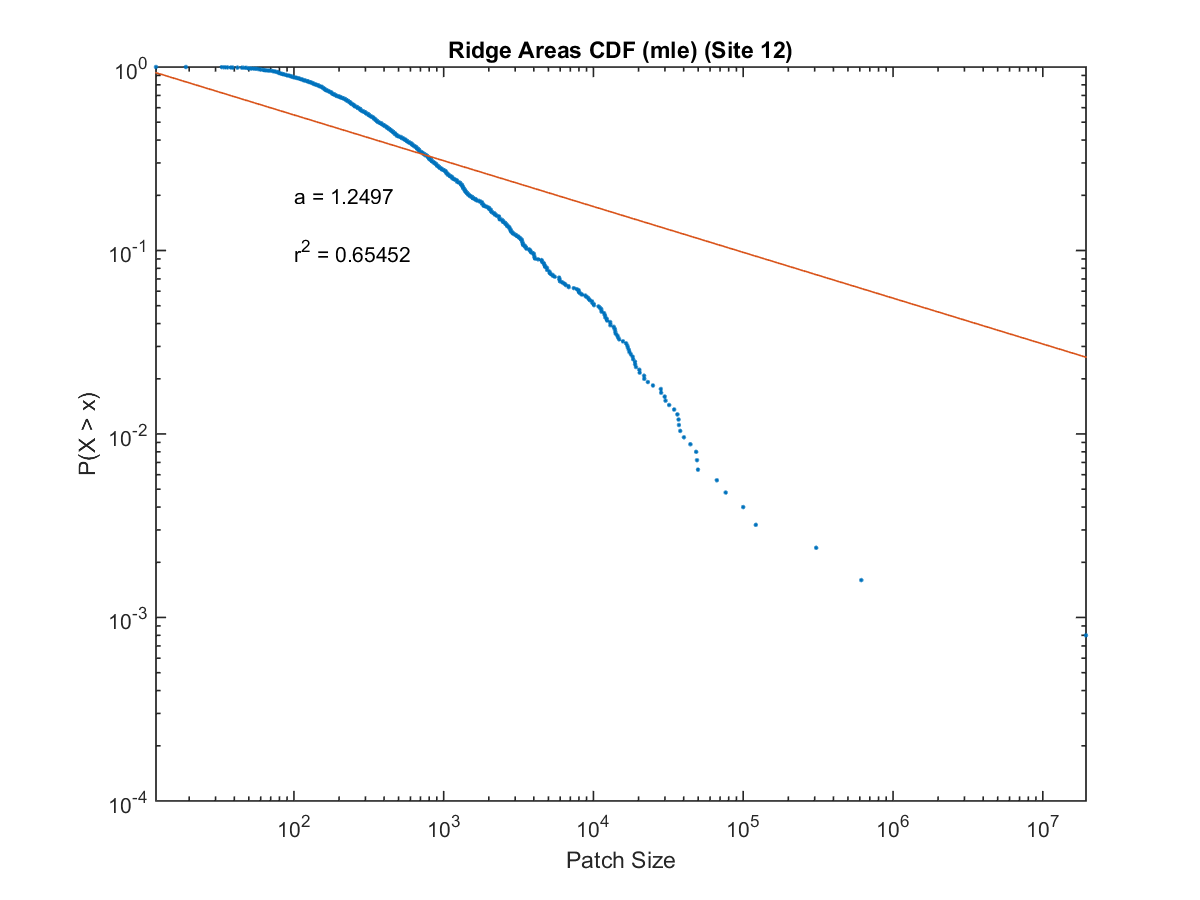 Ridge Areas CDF (mle) (Site 12)
10^0
10^-1
10^-2
10^-3
10^-4
P(X > x)
a = 1.2497
r^2 = 0.65452
10^2 10^3 10^4 10^5 10^6 10^7
Patch Size